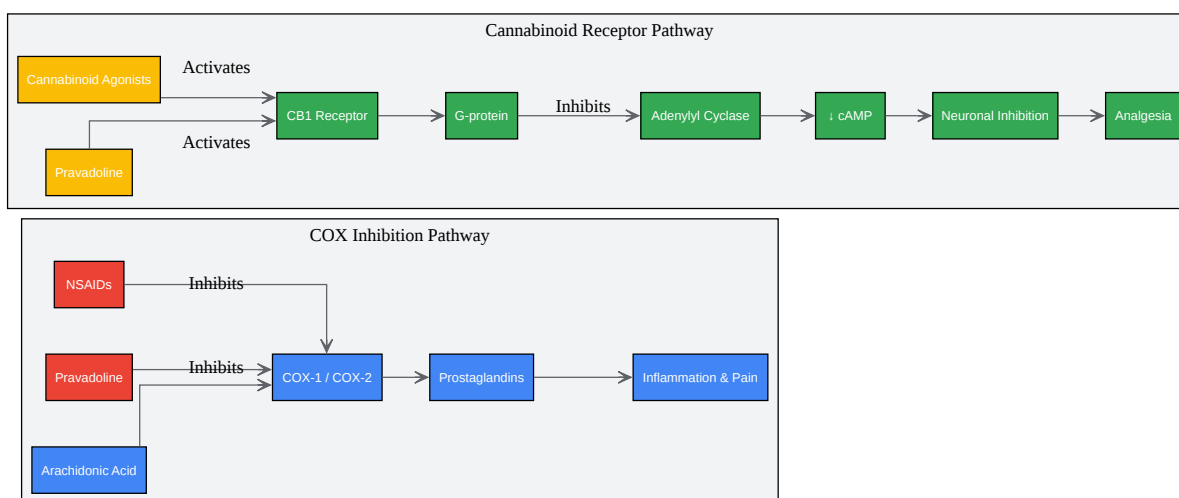 Cannabinoid Receptor Pathway
Cannabinoid Agonists
Activates
CB1 Receptor
G-protein
Inhibits
Adenylyl Cyclase
↓ cAMP
Neuronal Inhibition
Analgesia
Activates
Pravadoline
COX Inhibition Pathway
NSAIDs
Inhibits
Pravadoline
Inhibits
COX-1 / COX-2
Prostaglandins
Inflammation & Pain
Arachidonic Acid